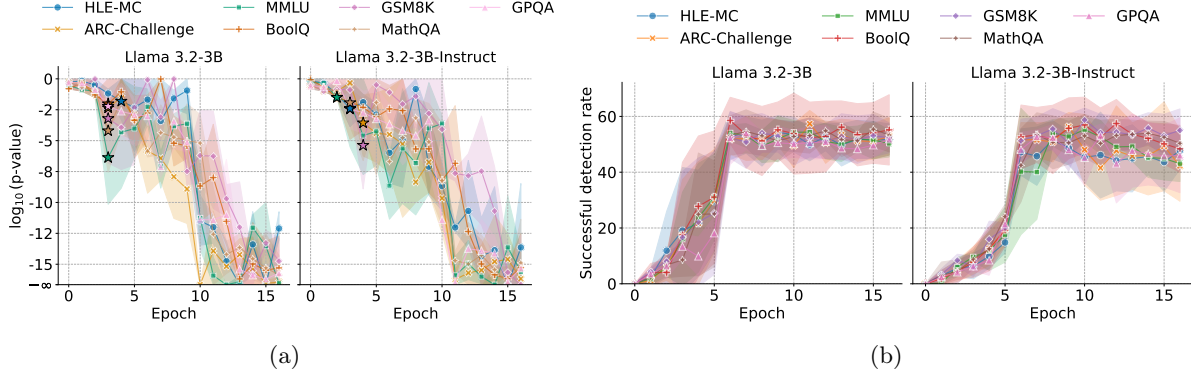 HLE-MC MMLU GSM8K GPQA
ARC-Challenge BoolQ MathQA
Llama 3.2-3B Llama 3.2-3B-Instruct
log₁₀ (p-value)
0
−2
−5
−8
−10
−12
−15
−∞
0 5 10 15 0 5 10 15
Epoch Epoch
(a)
HLE-MC MMLU GSM8K GPQA
ARC-Challenge BoolQ MathQA
Llama 3.2-3B Llama 3.2-3B-Instruct
Successful detection rate
60
40
20
0
0 5 10 15 0 5 10 15
Epoch Epoch
(b)